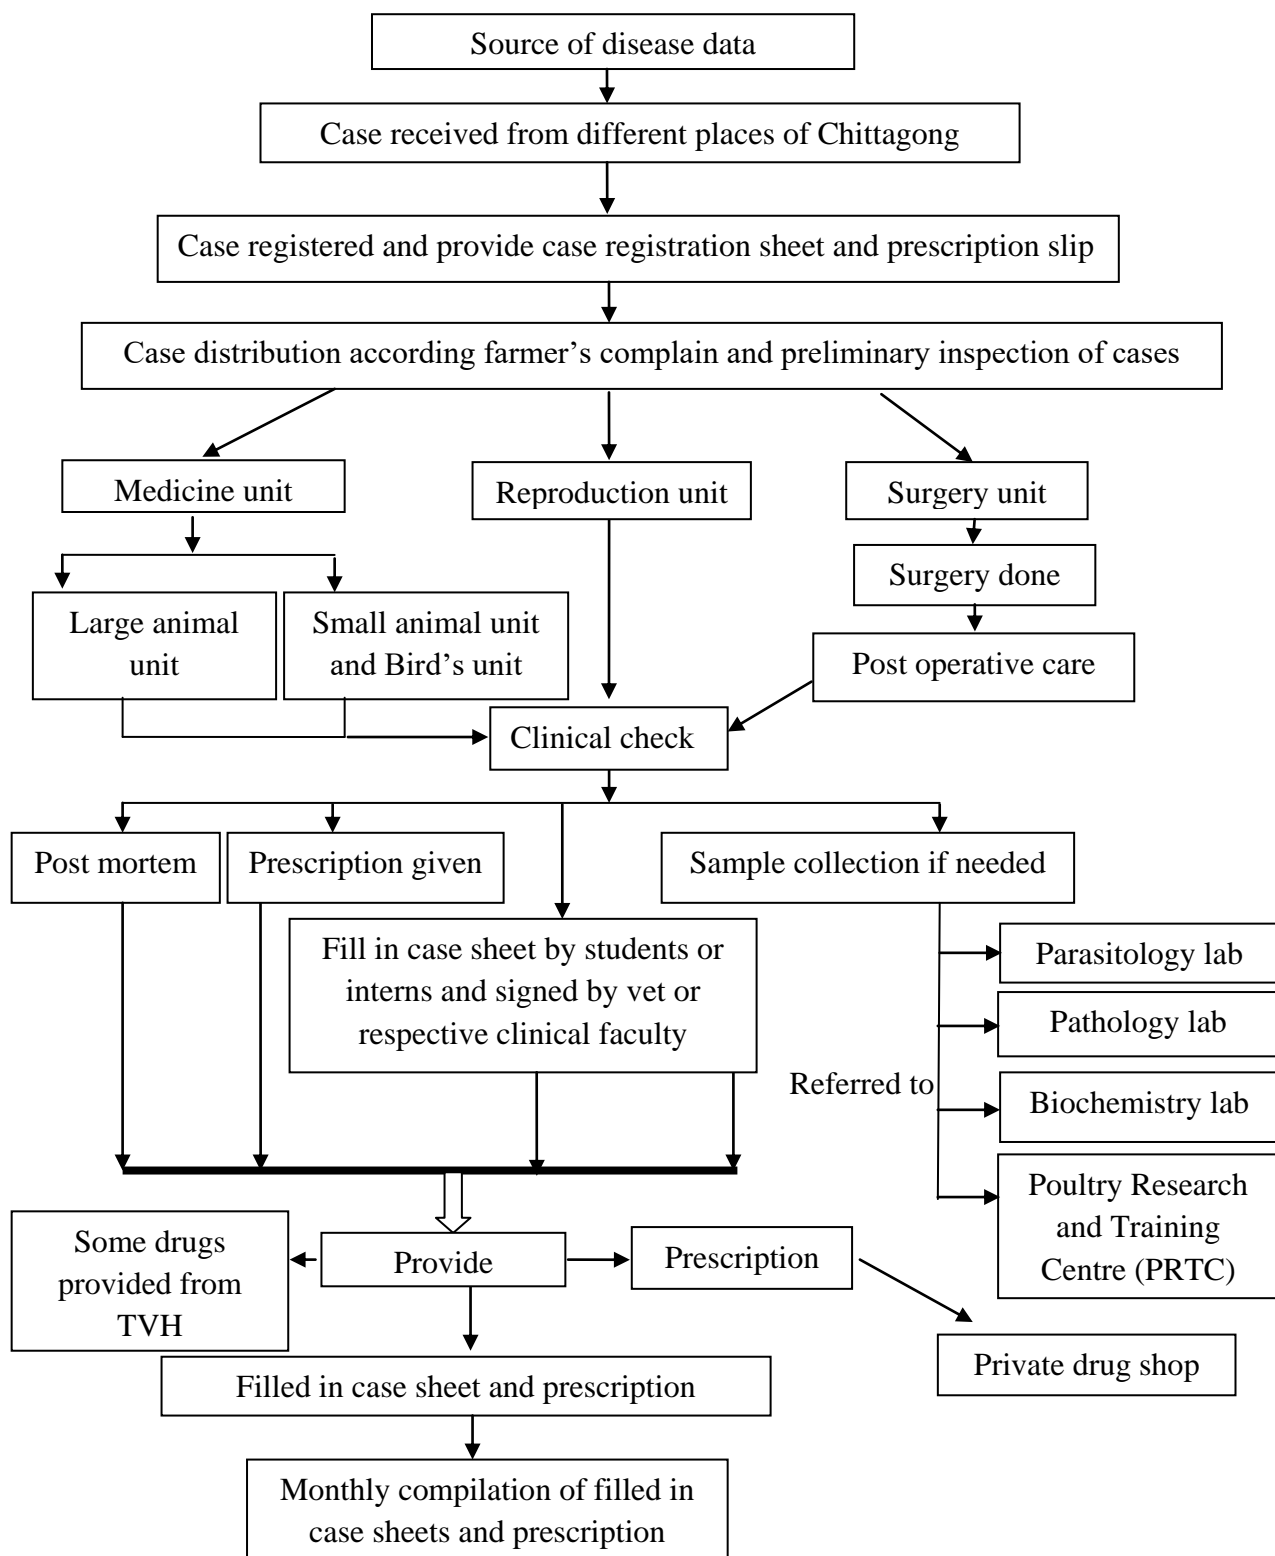 Source of disease data
Case received from different places of Chittagong
Case registered and provide case registration sheet and prescription slip
Case distribution according farmer’s complain and preliminary inspection of cases
Medicine unit
Reproduction unit
Surgery unit
Surgery done
Large animal
unit
Small animal unit
and Bird’s unit
Post operative care
Clinical check
Post mortem
Prescription given
Sample collection if needed
Fill in case sheet by students or
interns and signed by vet or
respective clinical faculty
Parasitology lab
Pathology lab
Referred to
Biochemistry lab
Poultry Research
and Training
Centre (PRTC)
Some drugs
provided from
TVH
Provide
Prescription
Private drug shop
Filled in case sheet and prescription
Monthly compilation of filled in
case sheets and prescription